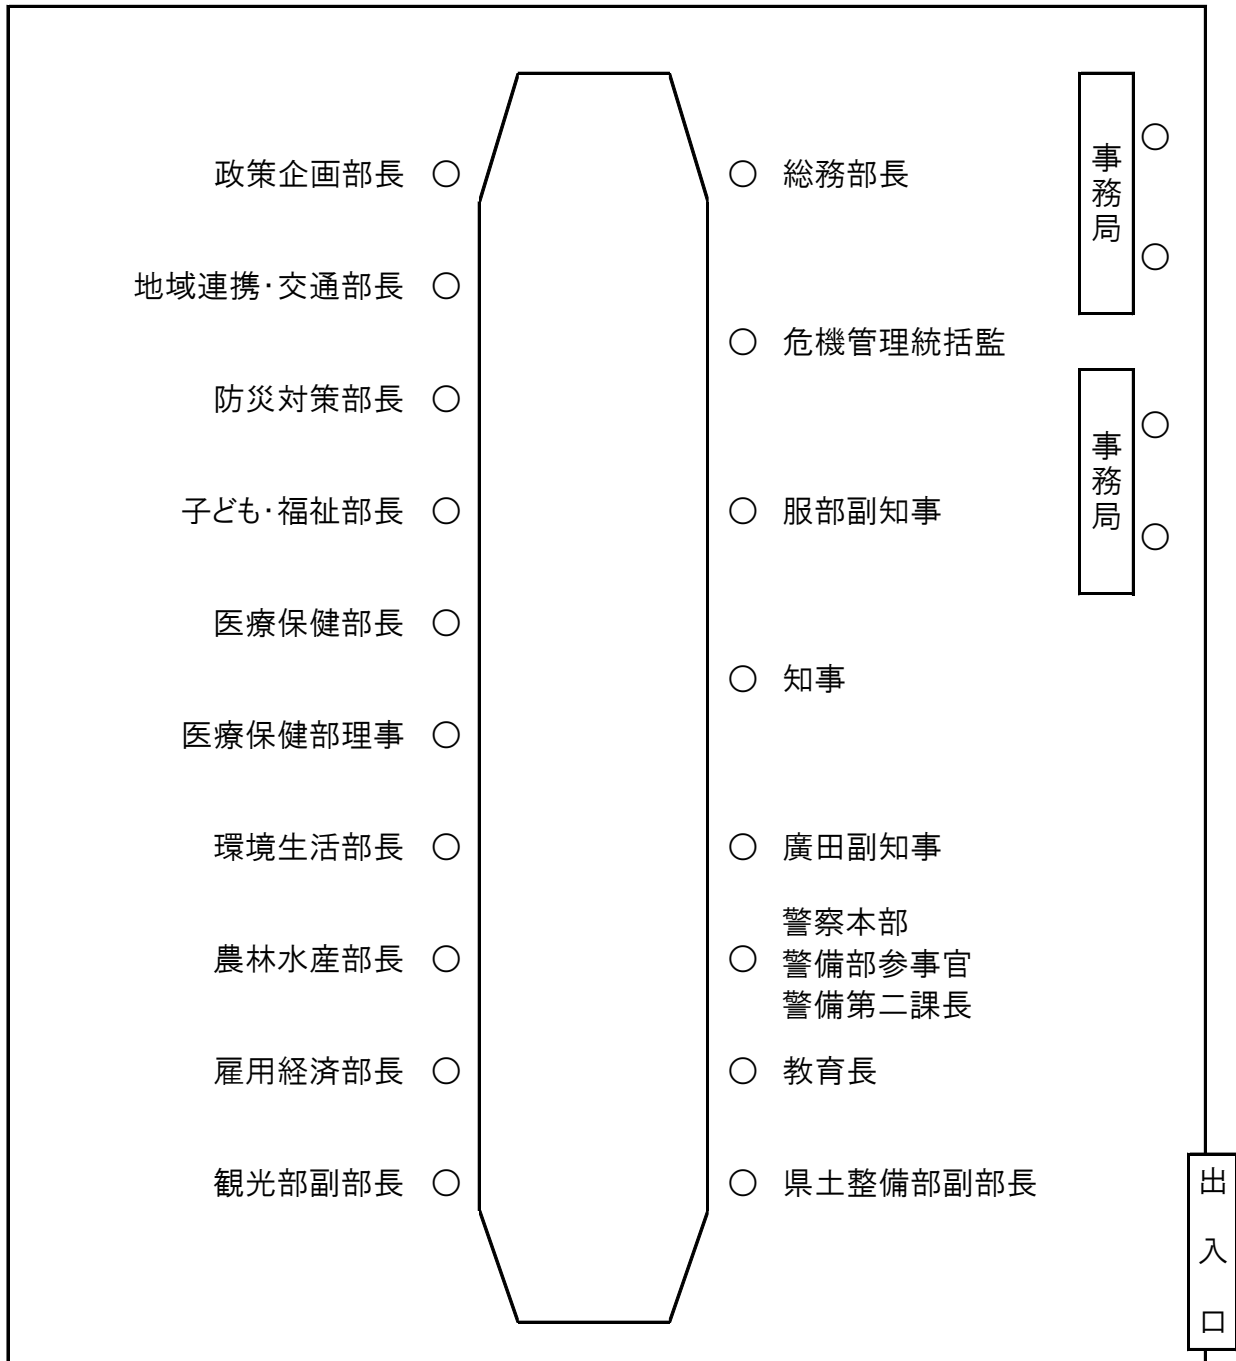 政策企画部長 ○
地域連携・交通部長 ○
防災対策部長 ○
子ども・福祉部長 ○
医療保健部長 ○
医療保健部理事 ○
環境生活部長 ○
農林水産部長 ○
雇用経済部長 ○
観光部副部長 ○
○ 総務部長
○ 危機管理統括監
○ 服部副知事
○ 知事
○ 廣田副知事
警察本部
○ 警備部参事官
警備第二課長
○ 教育長
○ 県土整備部副部長
事務局
事務局
出入口